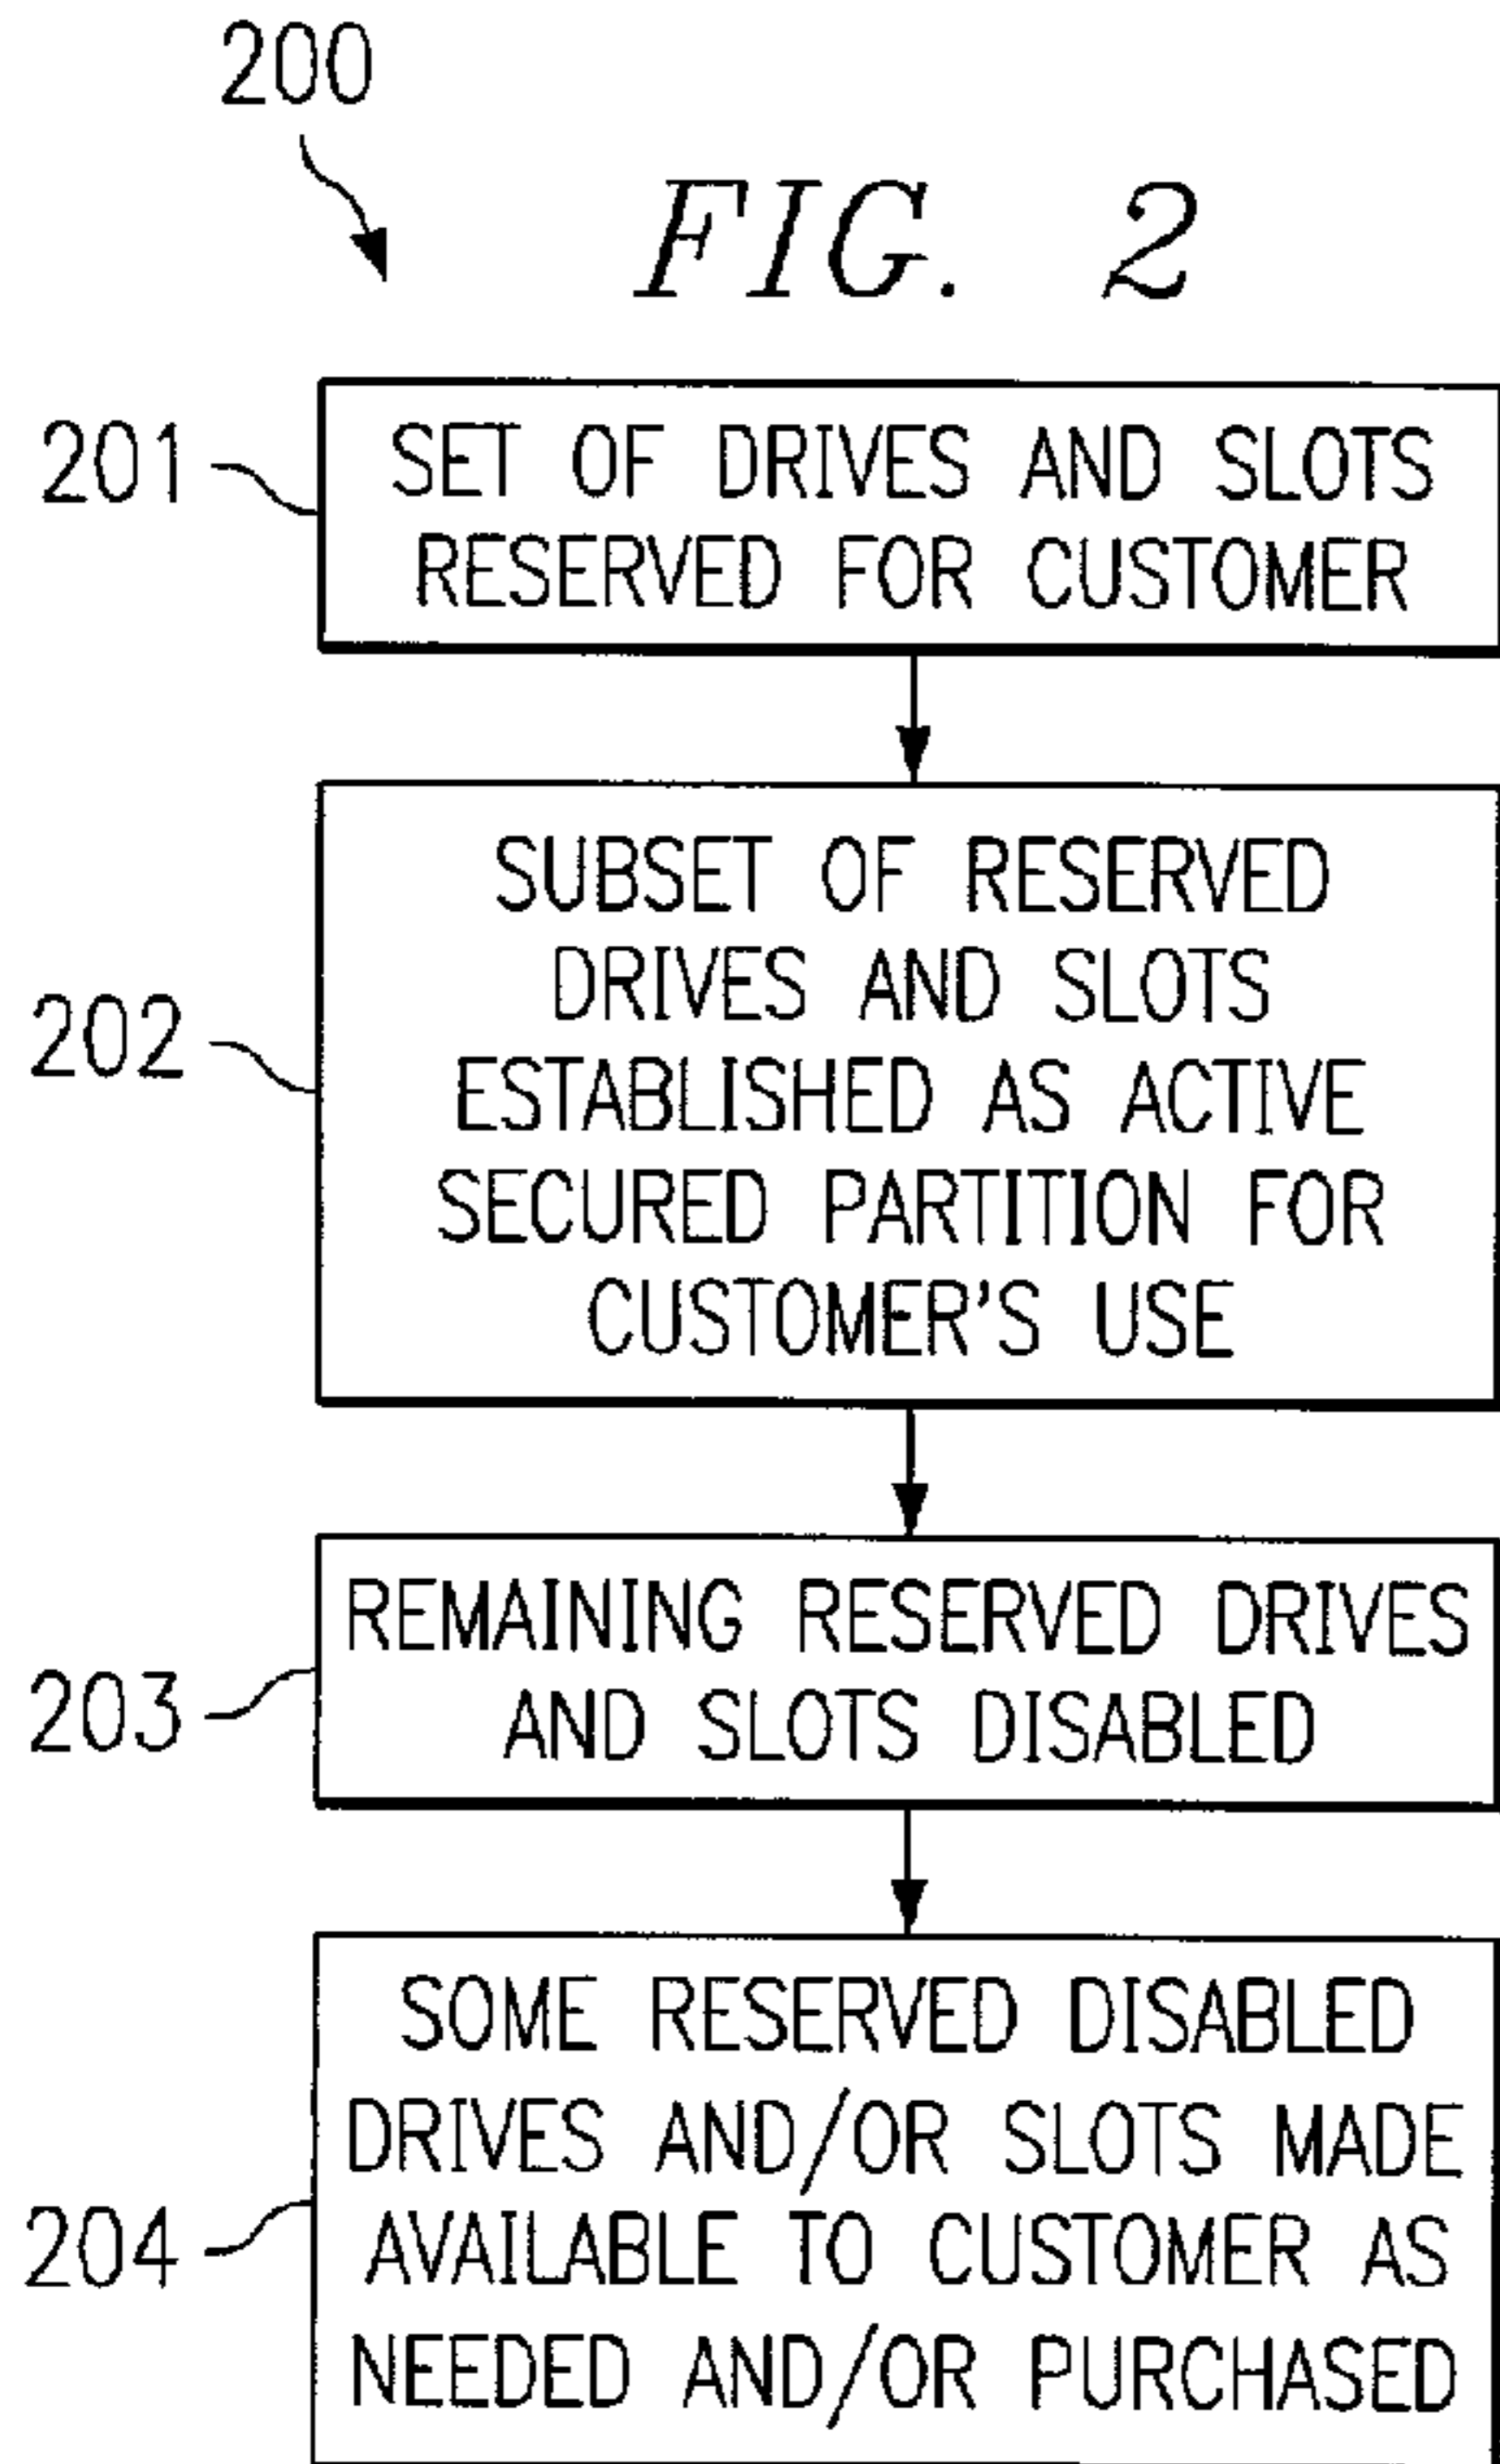 200
FIG. 2
201
SET OF DRIVES AND SLOTS
RESERVED FOR CUSTOMER
202
SUBSET OF RESERVED
DRIVES AND SLOTS
ESTABLISHED AS ACTIVE
SECURED PARTITION FOR
CUSTOMER'S USE
203
REMAINING RESERVED DRIVES
AND SLOTS DISABLED
204
SOME RESERVED DISABLED
DRIVES AND/OR SLOTS MADE
AVAILABLE TO CUSTOMER AS
NEEDED AND/OR PURCHASED